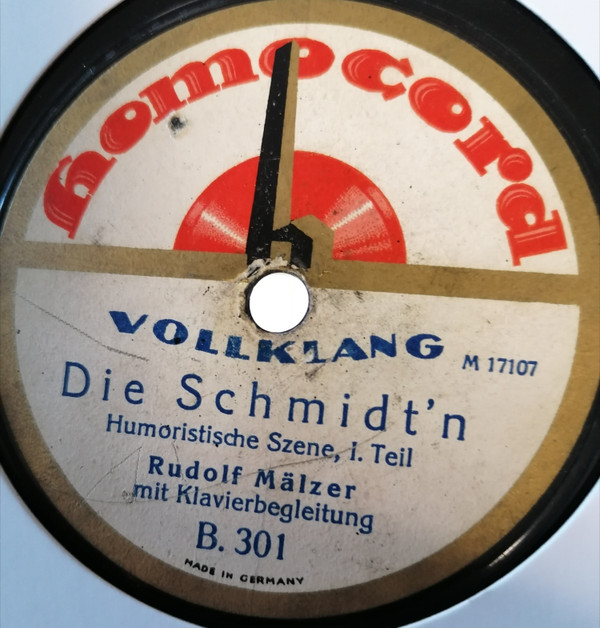 homocord
h
VOLLKLANG
M 17107
Die Schmidt'n
Humoristische Szene, i. Teil
Rudolf Mälzer
mit Klavierbegleitung
B. 301
MADE IN GERMANY